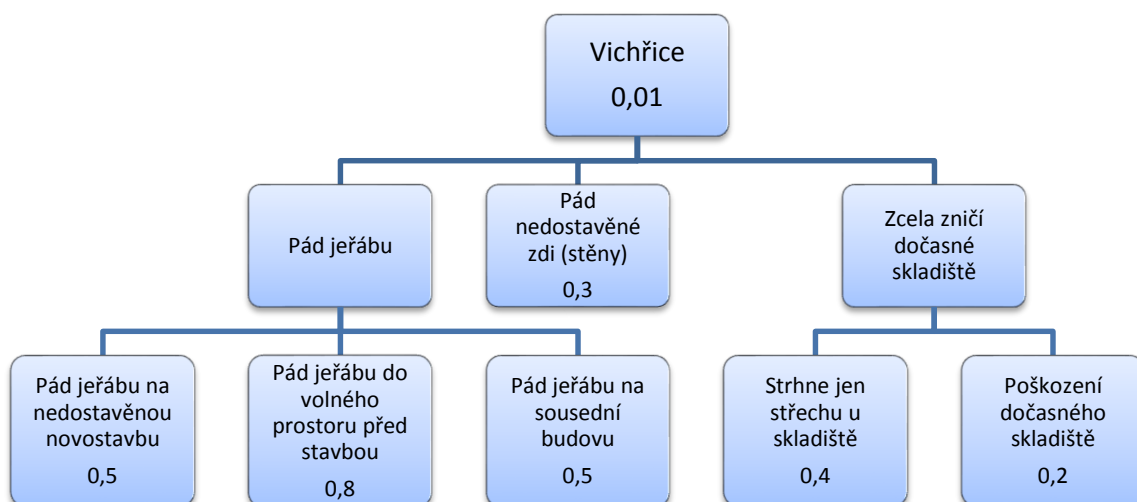 Vichřice
0,01
Pád jeřábu
Pád
nedostavěné
zdi (stěny)
0,3
Zcela zničí
dočasné
skladiště
Pád jeřábu na
nedostavěnou
novostavbu
0,5
Pád jeřábu do
volného
prostoru před
stavbou
0,8
Pád jeřábu na
sousední
budovu
0,5
Strhne jen
střechu u
skladiště
0,4
Poškození
dočasného
skladiště
0,2